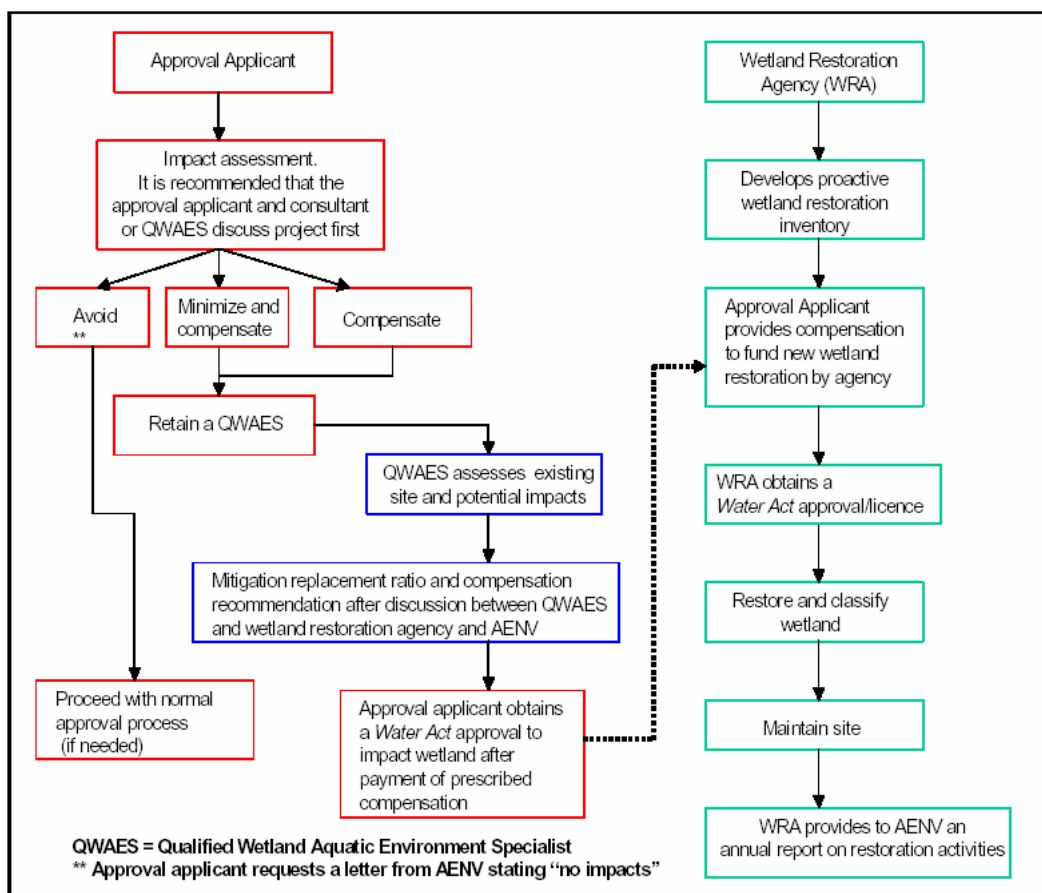 Approval Applicant
Impact assessment.
It is recommended that the
approval applicant and consultant
or QWAES discuss project first
Avoid
**
Minimize and
compensate
Compensate
Retain a QWAES
QWAES assesses existing
site and potential impacts
Mitigation replacement ratio and compensation
recommendation after discussion between QWAES
and wetland restoration agency and AENV
Proceed with normal
approval process
(if needed)
Approval applicant obtains
a Water Act approval to
impact wetland after
payment of prescribed
compensation
Wetland Restoration
Agency (WRA)
Develops proactive
wetland restoration
inventory
Approval Applicant
provides compensation
to fund new wetland
restoration by agency
WRA obtains a
Water Act approval/licence
Restore and classify
wetland
Maintain site
WRA provides to AENV an
annual report on restoration activities
QWAES = Qualified Wetland Aquatic Environment Specialist
** Approval applicant requests a letter from AENV stating “no impacts”